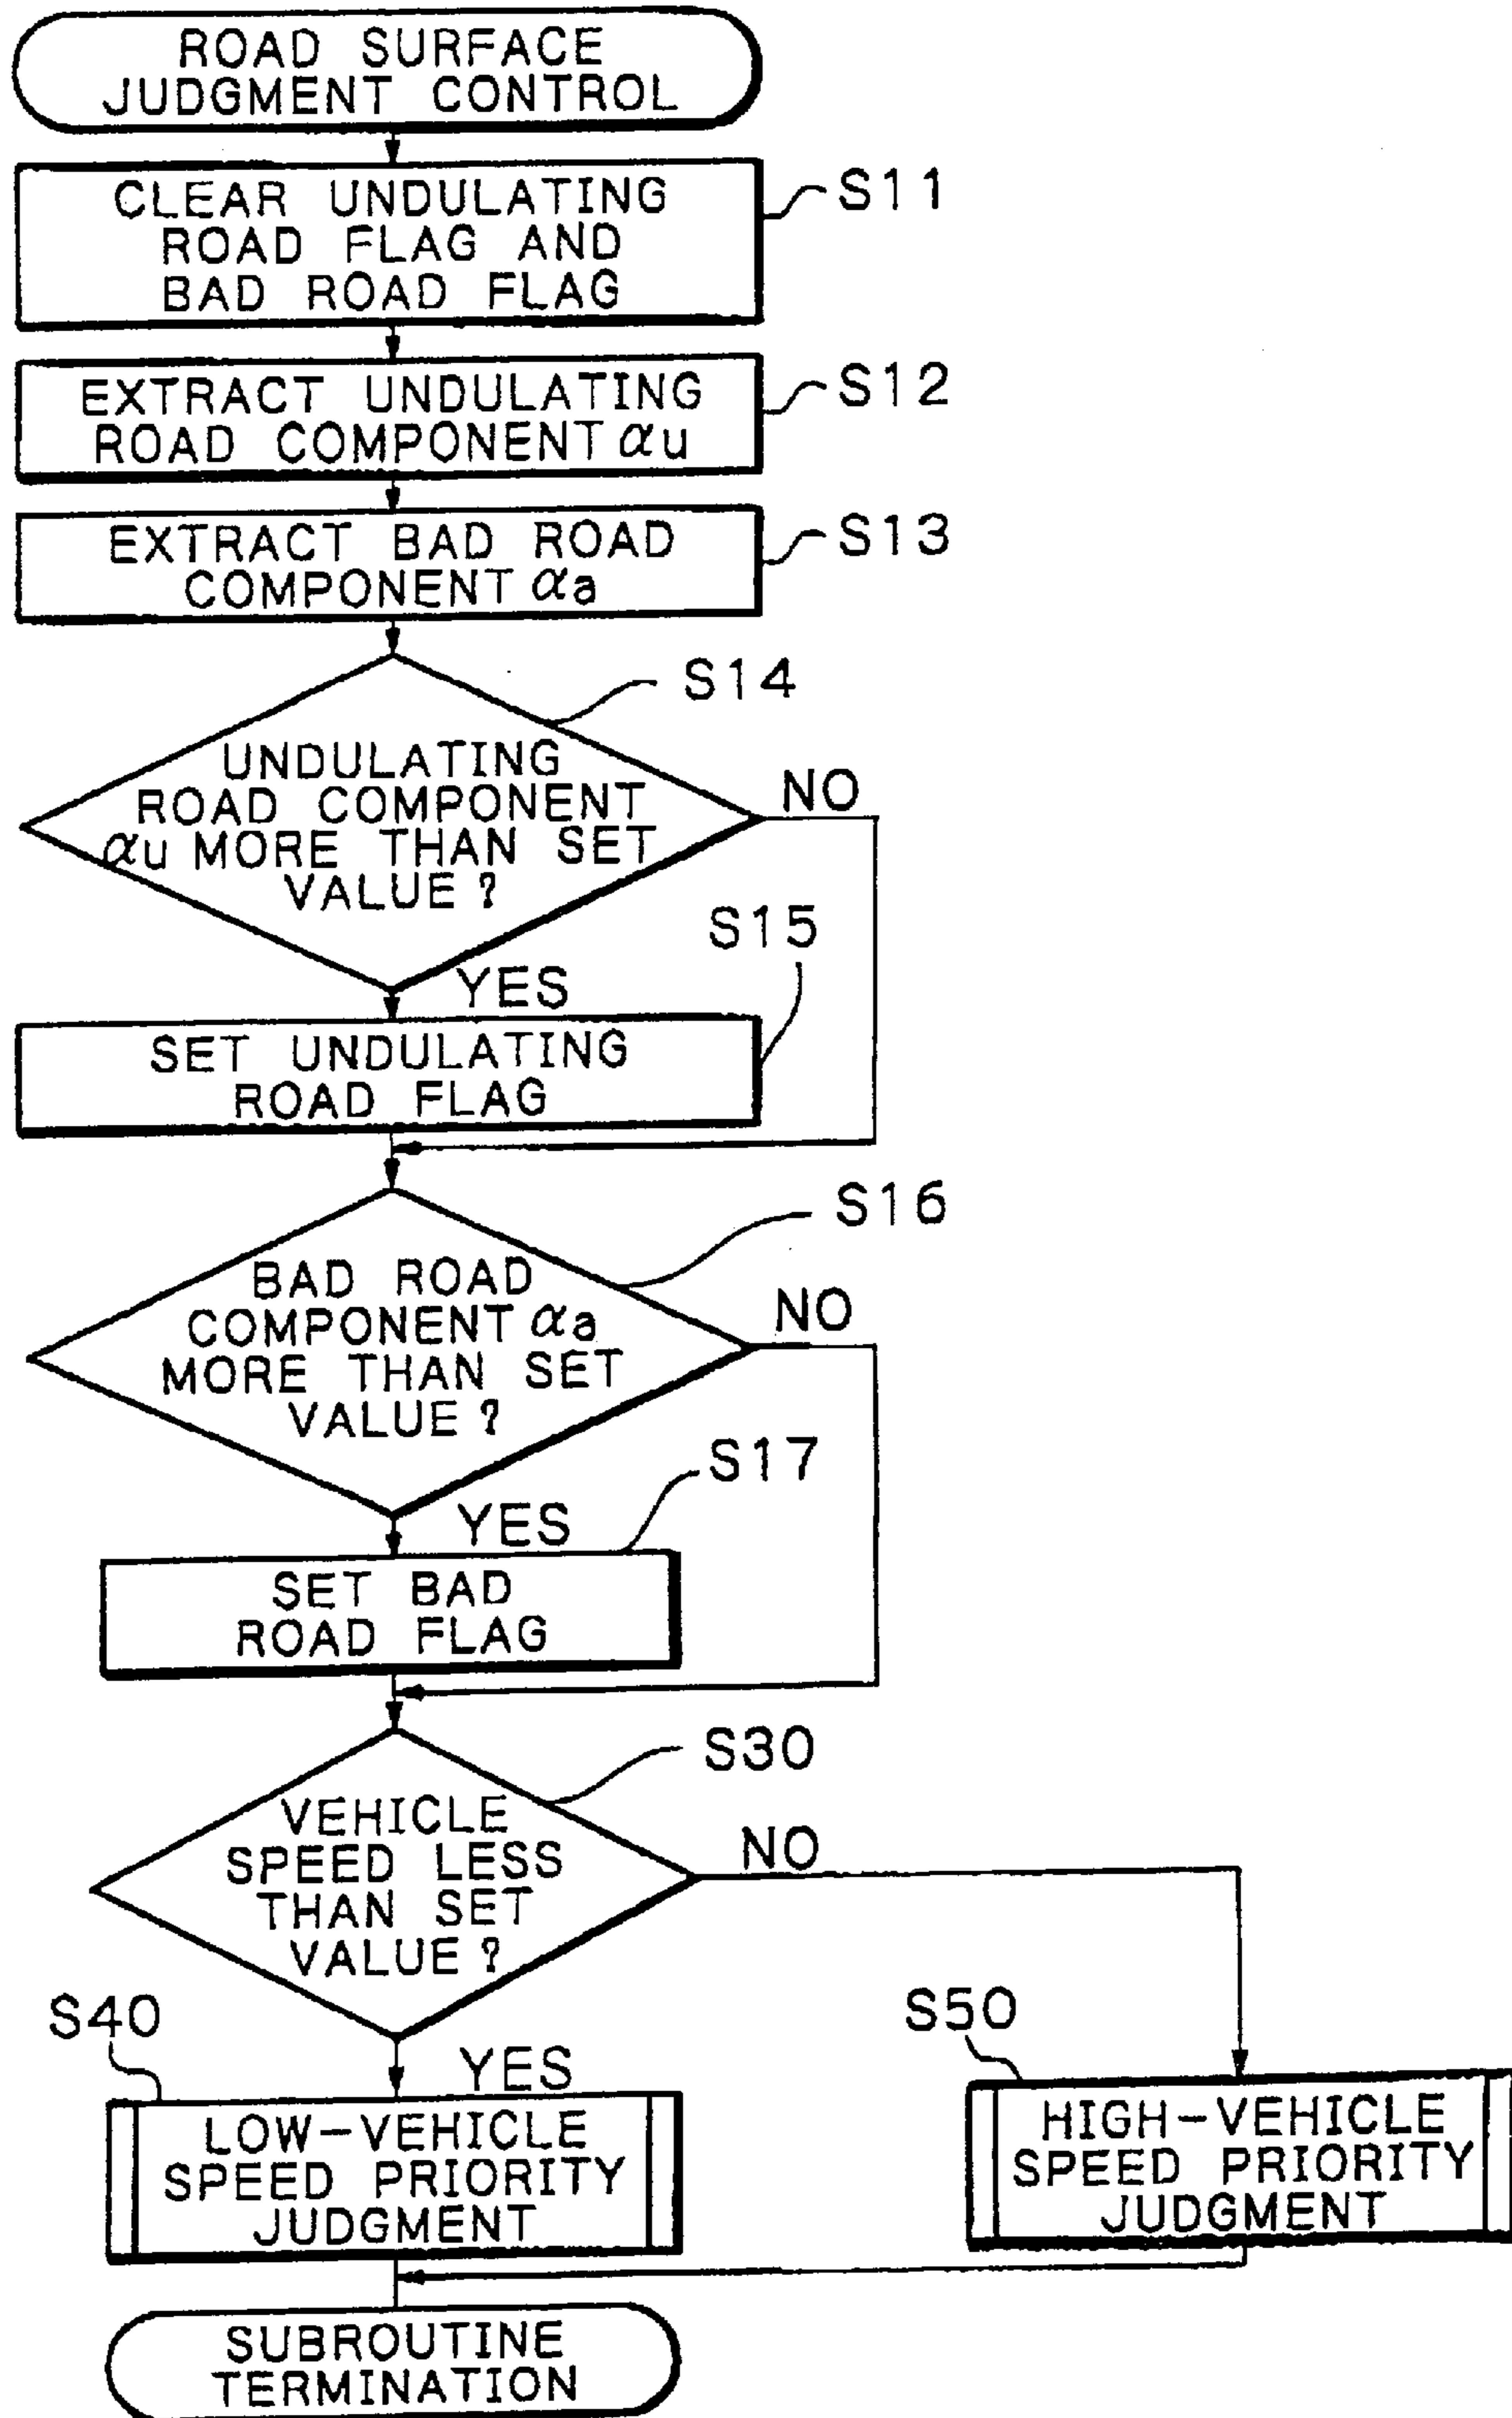 ROAD SURFACE
JUDGMENT CONTROL
CLEAR UNDULATING
ROAD FLAG AND
BAD ROAD FLAG
S11
EXTRACT UNDULATING
ROAD COMPONENT αu
S12
EXTRACT BAD ROAD
COMPONENT αa
S13
S14
UNDULATING
ROAD COMPONENT
αu MORE THAN SET
VALUE?
NO
YES
S15
SET UNDULATING
ROAD FLAG
S16
BAD ROAD
COMPONENT αa
MORE THAN SET
VALUE?
NO
YES
S17
SET BAD
ROAD FLAG
S30
VEHICLE
SPEED LESS
THAN SET
VALUE?
NO
YES
S40
LOW-VEHICLE
SPEED PRIORITY
JUDGMENT
S50
HIGH-VEHICLE
SPEED PRIORITY
JUDGMENT
SUBROUTINE
TERMINATION